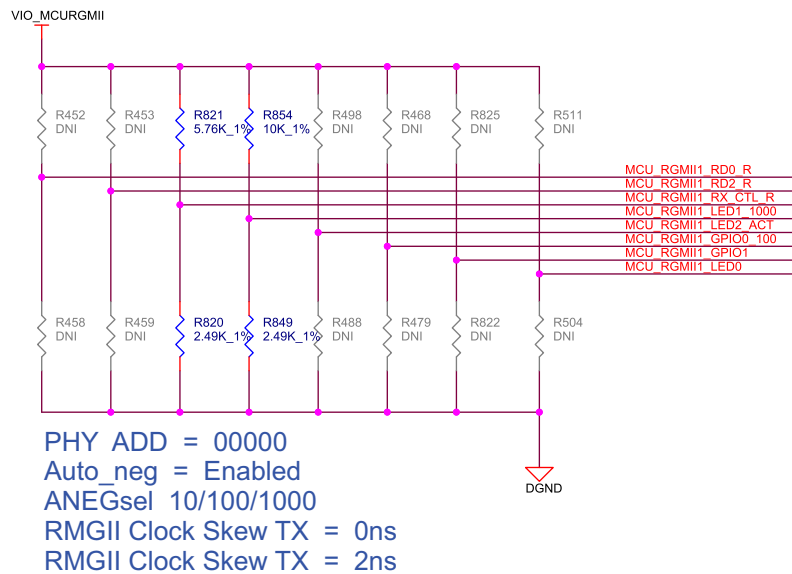 VIO_MCURGMII
R452 R453 R821 R854 R498 R468 R825 R511
DNI DNI 5.76K_1% 10K_1% DNI DNI DNI DNI
MCU_RGMII1_RD0_R
MCU_RGMII1_RD2_R
MCU_RGMII1_RX_CTL_R
MCU_RGMII1_LED1_1000
MCU_RGMII1_LED2_ACT
MCU_RGMII1_GPIO0_100
MCU_RGMII1_GPIO1
MCU_RGMII1_LED0
R458 R459 R820 R849 R488 R479 R822 R504
DNI DNI 2.49K_1% 2.49K_1% DNI DNI DNI DNI
PHY ADD = 00000
Auto_neg = Enabled
ANEGsel 10/100/1000
RMGII Clock Skew TX = 0ns
RMGII Clock Skew TX = 2ns
DGND